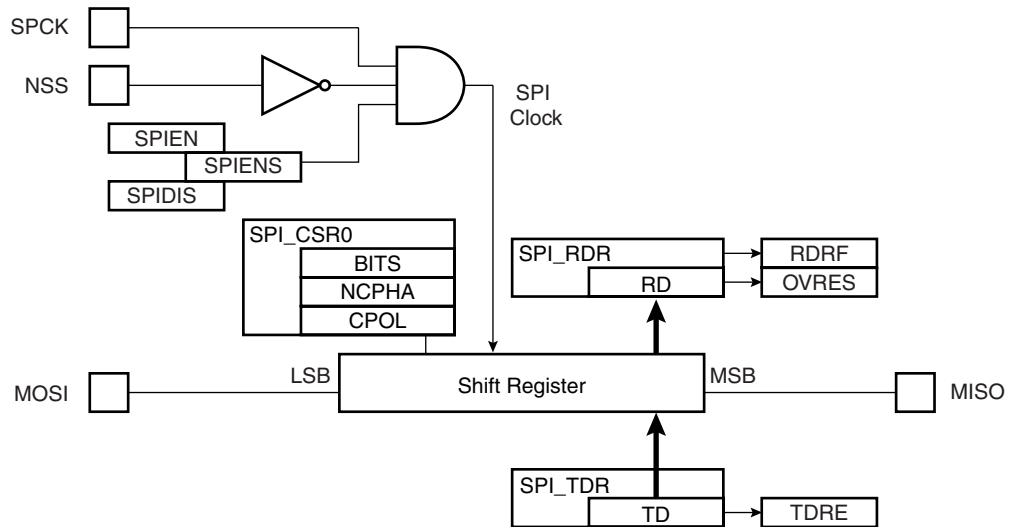 SPCK
NSS
SPI
Clock
SPIEN
SPIENS
SPIDIS
SPI_CSR0
BITS
NCPHA
CPOL
SPI_RDR
RD
RDRF
OVRES
MOSI
LSB
Shift Register
MSB
MISO
SPI_TDR
TD
TDRE